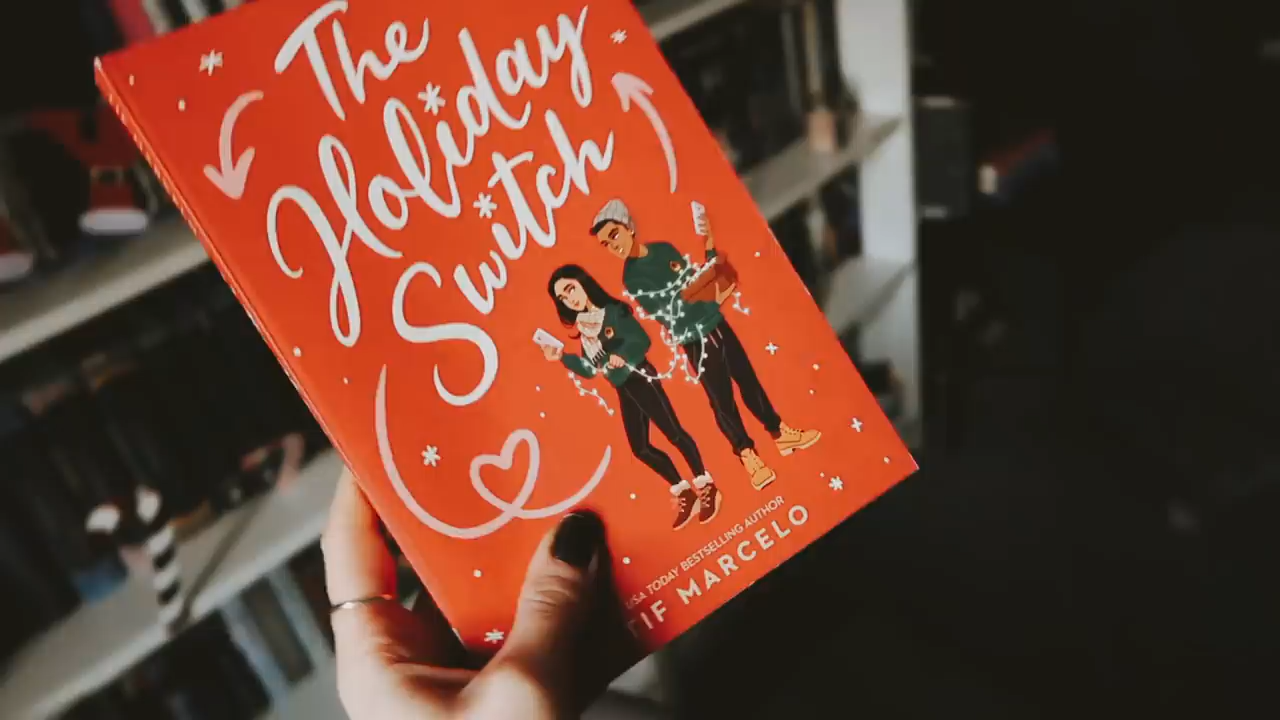 The
Holiday
Switch
USA TODAY BESTSELLING AUTHOR
TIF MARCELO